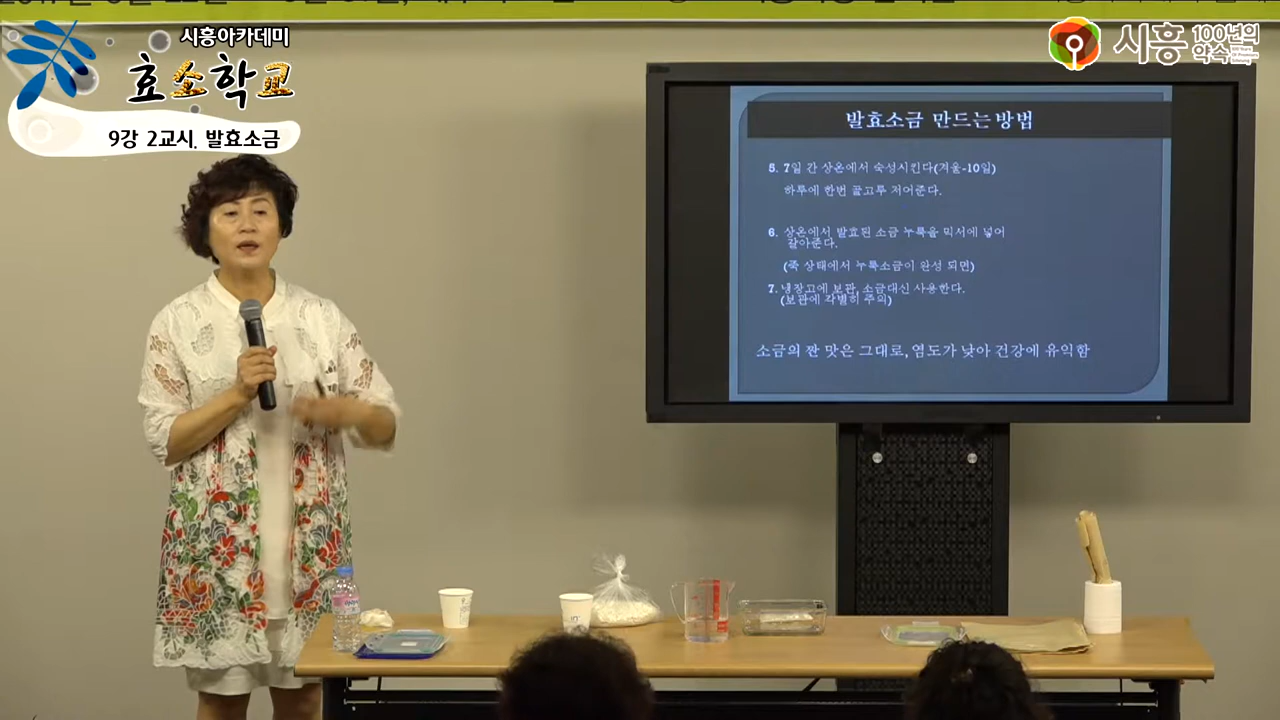 시흥아카데미
효소학교
9강 2교시. 발효소금
시흥 100년의 약속
발효소금 만드는 방법
5. 7일 간 상온에서 숙성시킨다(겨울-10일)
하루에 한번 골고루 저어준다.
6. 상온에서 발효된 소금 누룩을 믹서에 넣어
갈아준다.
(죽 상태에서 누룩소금이 완성 되면)
7. 냉장고에 보관, 소금대신 사용한다.
(보관에 각별히 주의)
소금의 짠 맛은 그대로, 염도가 낮아 건강에 유익함